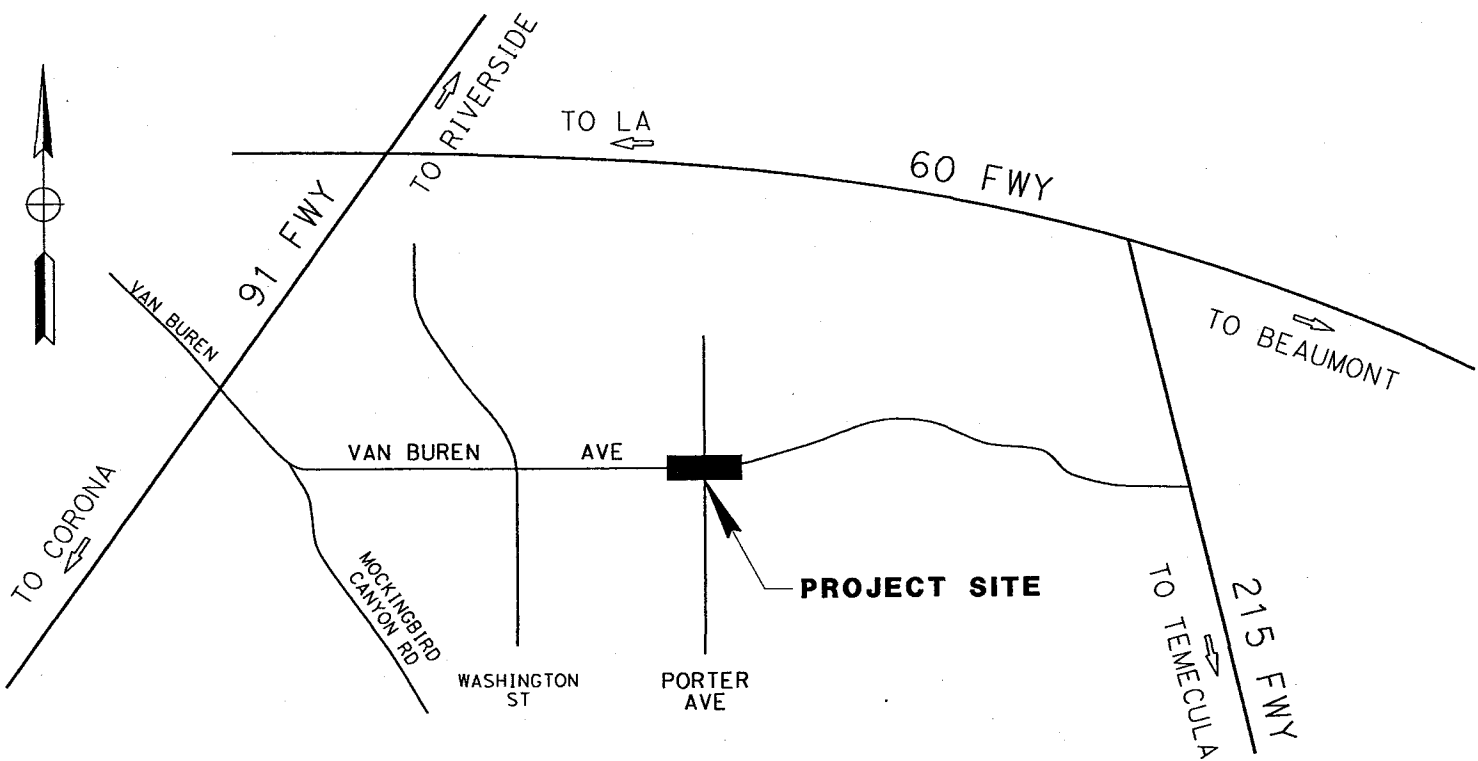 TO RIVERSIDE
TO LA
60 FWY
91 FWY
VAN BUREN
TO BEAUMONT
VAN BUREN AVE
TO CORONA
MOCKINGBIRD
CANYON RD
PROJECT SITE
TO TEMECULA
215 FWY
WASHINGTON
ST
PORTER
AVE